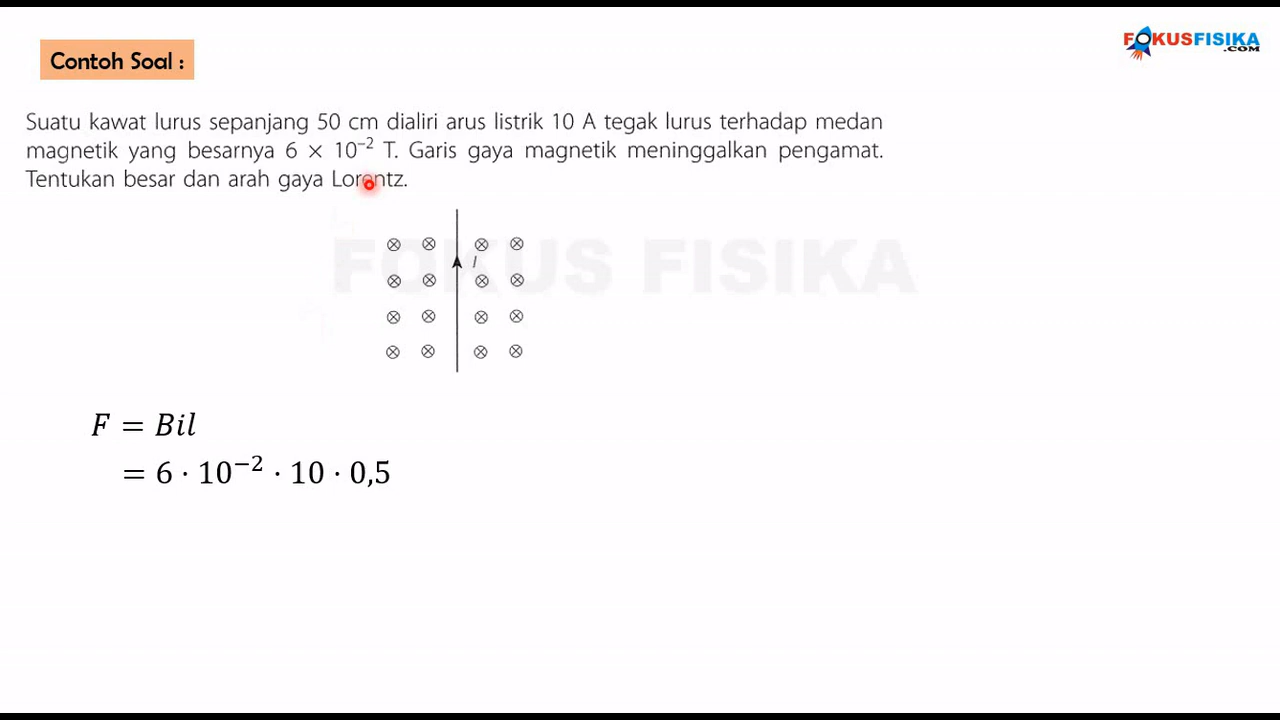 FOKUSFISIKA
.COM
Contoh Soal :
Suatu kawat lurus sepanjang 50 cm dialiri arus listrik 10 A tegak lurus terhadap medan
magnetik yang besarnya 6 × 10⁻² T. Garis gaya magnetik meninggalkan pengamat.
Tentukan besar dan arah gaya Lorentz.
FOKUS FISIKA
I
F = Bil
= 6 · 10⁻² · 10 · 0,5